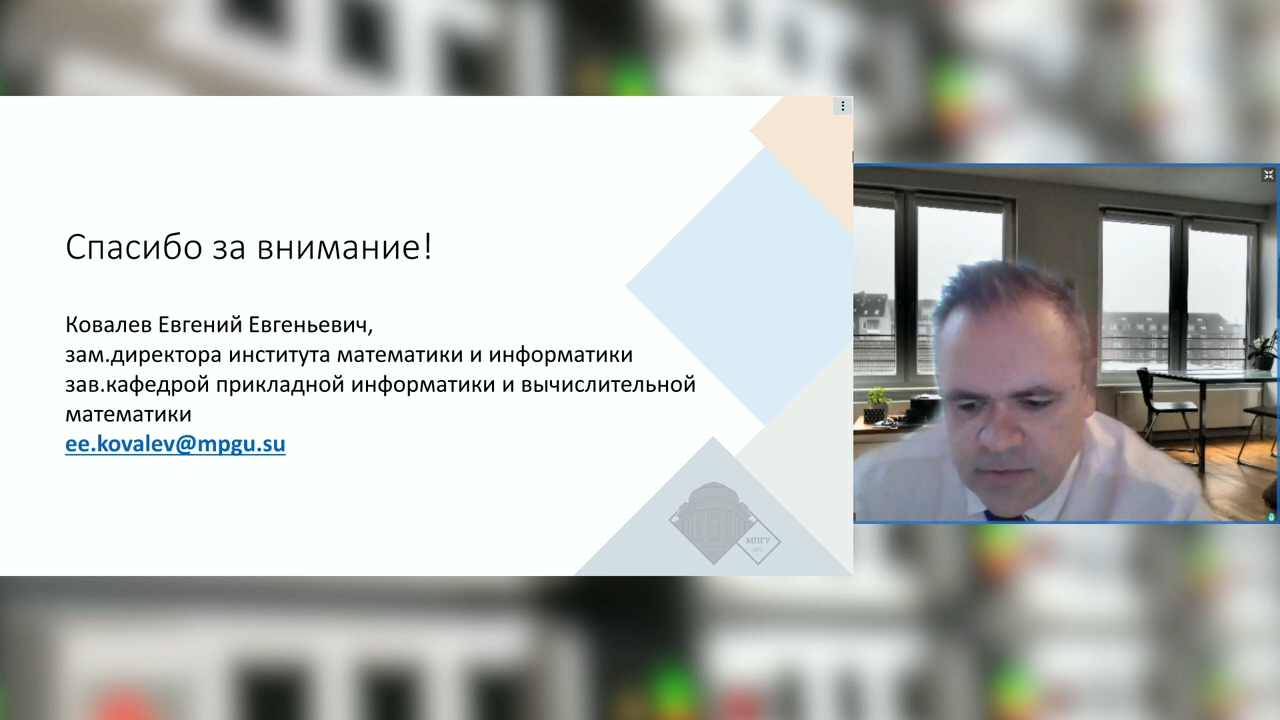 Спасибо за внимание!
Ковалев Евгений Евгеньевич,
зам.директора института математики и информатики
зав.кафедрой прикладной информатики и вычислительной
математики
ee.kovalev@mpgu.su
МПГУ